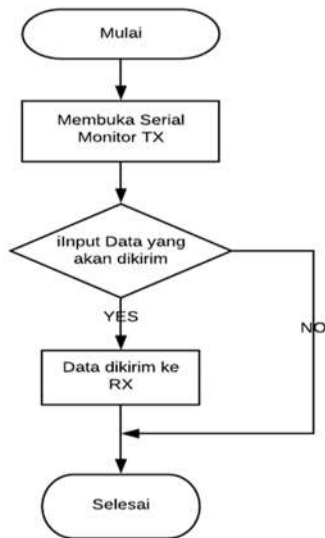 Mulai
Membuka Serial
Monitor TX
iInput Data yang
akan dikirim
YES
NO
Data dikirim ke
RX
Selesai